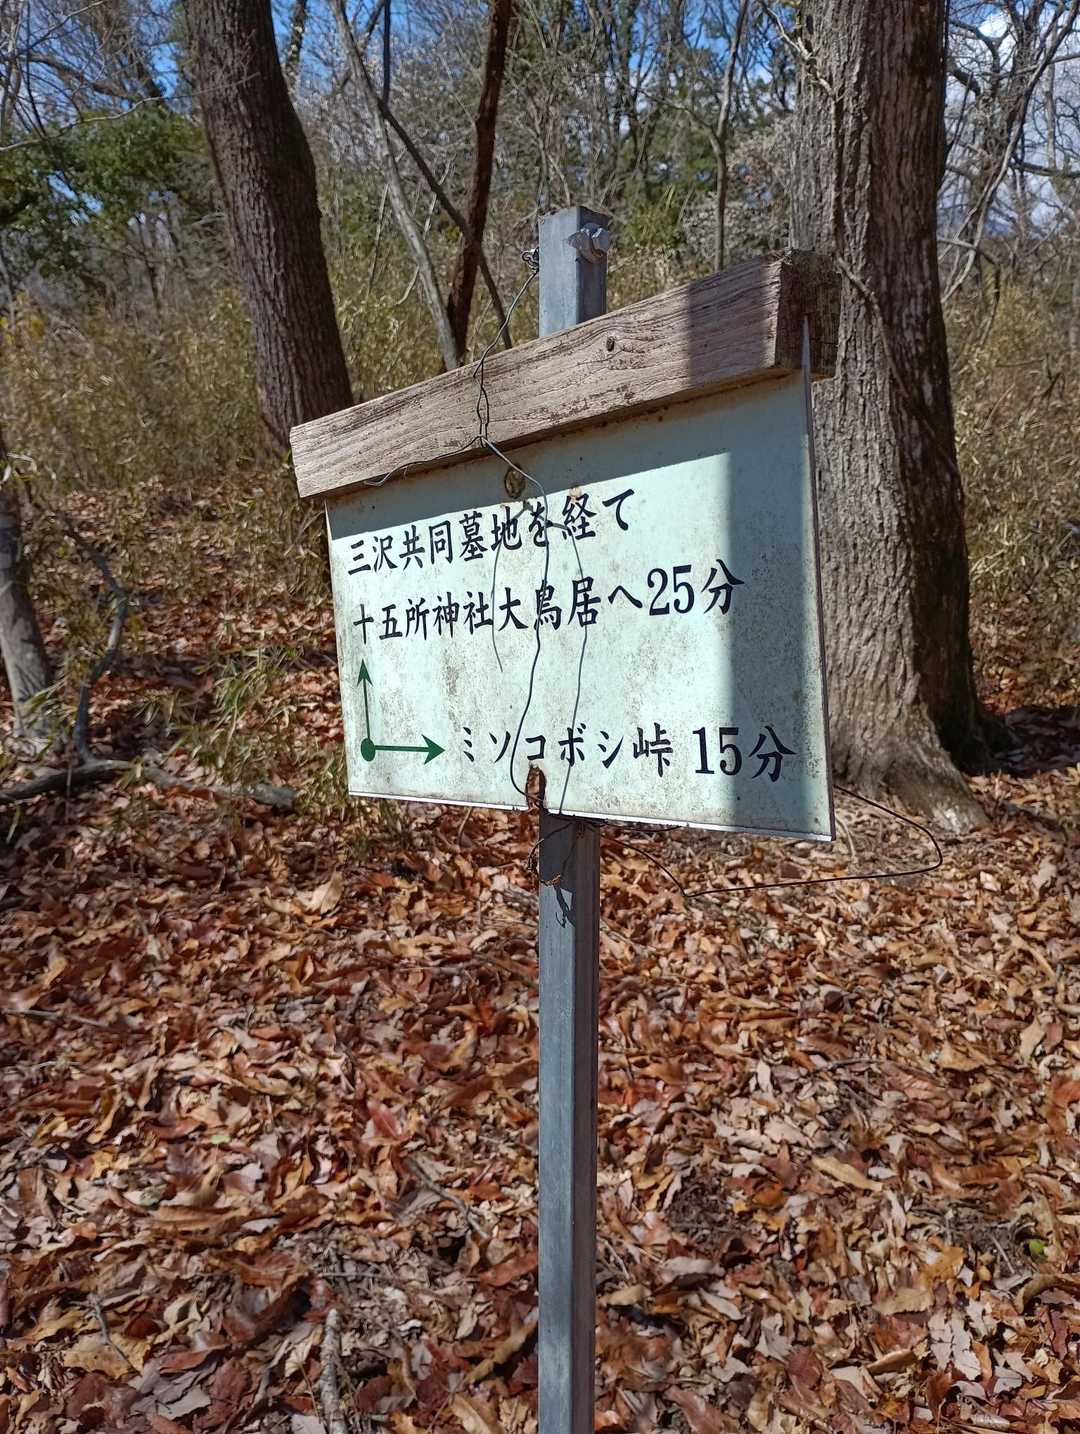 三沢共同墓地を経て
十五所神社大鳥居へ25分
ミソコボシ峠 15分